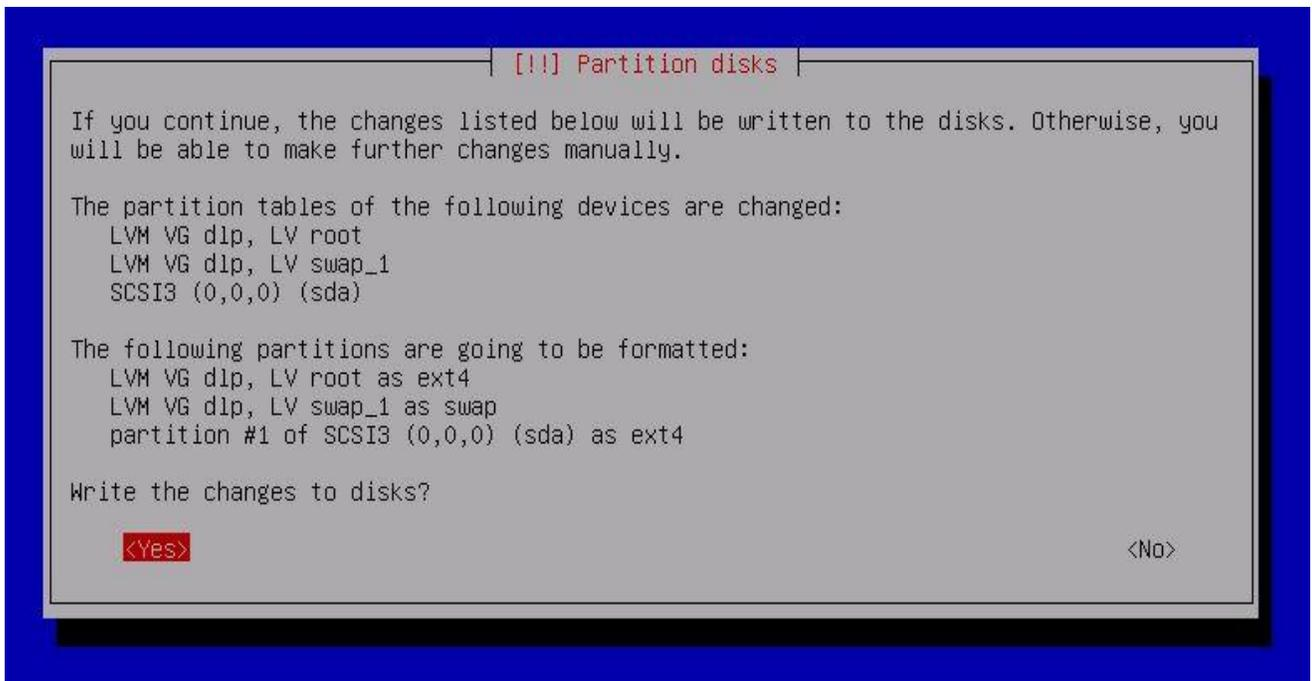 [!!] Partition disks
If you continue, the changes listed below will be written to the disks. Otherwise, you
will be able to make further changes manually.
The partition tables of the following devices are changed:
LVM VG dlp, LV root
LVM VG dlp, LV swap_1
SCSI3 (0,0,0) (sda)
The following partitions are going to be formatted:
LVM VG dlp, LV root as ext4
LVM VG dlp, LV swap_1 as swap
partition #1 of SCSI3 (0,0,0) (sda) as ext4
Write the changes to disks?
<Yes> <No>